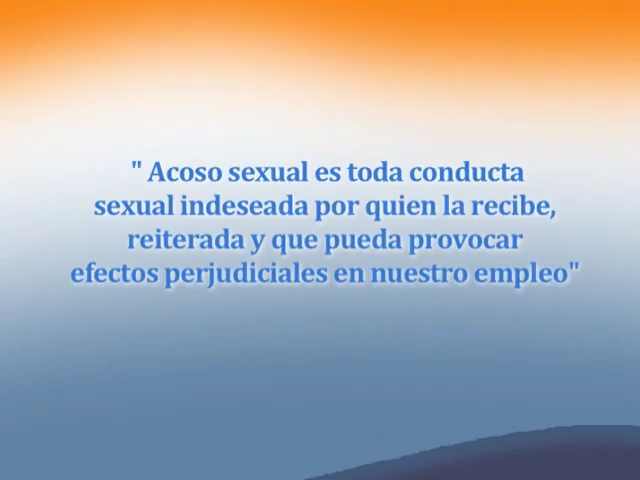 " Acoso sexual es toda conducta
sexual indeseada por quien la recibe,
reiterada y que pueda provocar
efectos perjudiciales en nuestro empleo"